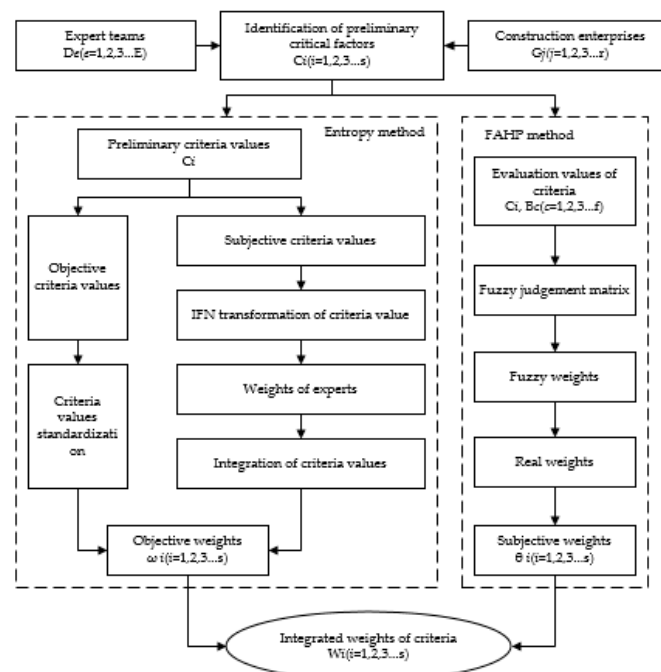 Expert teams
De(e=1,2,3...E)
Identification of preliminary
critical factors
Ci(i=1,2,3...s)
Construction enterprises
Gj(j=1,2,3...r)
Entropy method
Preliminary criteria values
Ci
Objective
criteria values
Subjective criteria values
IFN transformation of criteria value
Criteria
values
standardizati
on
Weights of experts
Integration of criteria values
Objective weights
ω i(i=1,2,3...s)
FAHP method
Evaluation values of
criteria
Ci, Bc(c=1,2,3...f)
Fuzzy judgement matrix
Fuzzy weights
Real weights
Subjective weights
θ i(i=1,2,3...s)
Integrated weights of criteria
Wi(i=1,2,3...s)